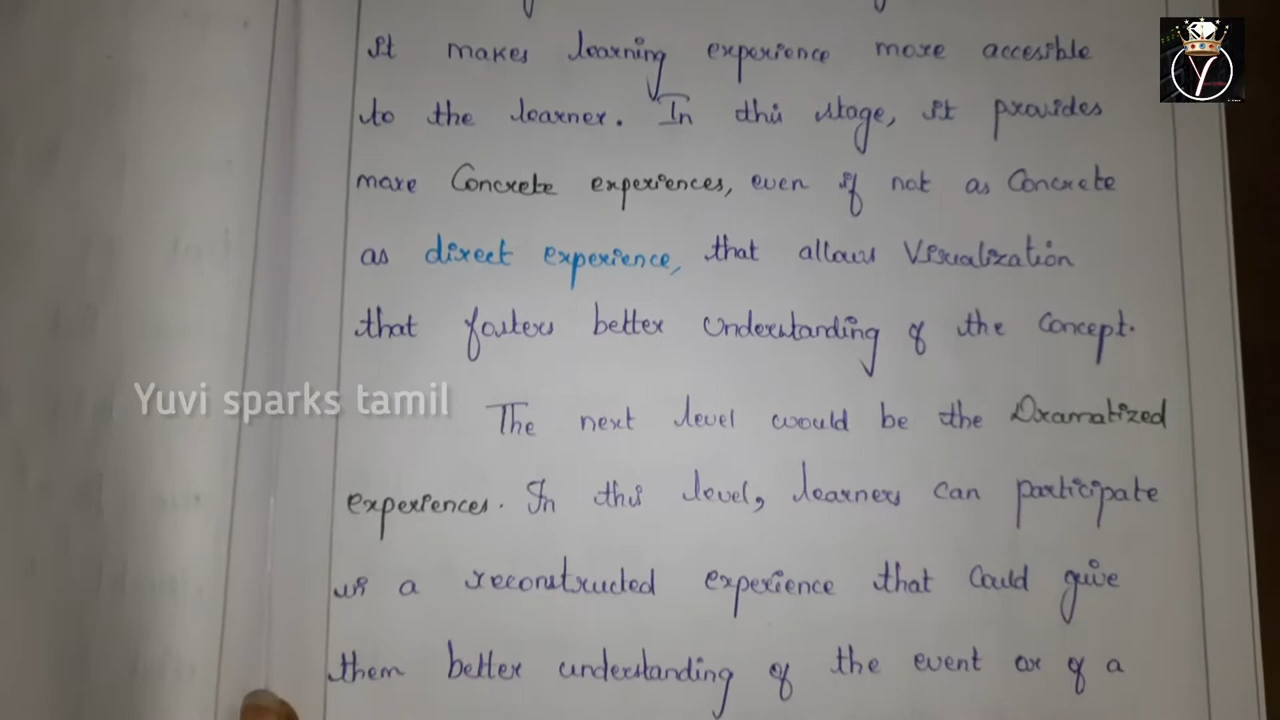 it makes learning experience more accesible
to the learner. In this stage, it provides
more Concrete experiences, even if not as Concrete
as direct experience, that allows Visualization
that fosters better Understanding of the Concept.
Yuvi sparks tamil
The next level would be the Dramatized
experiences. In this level, learners can participate
in a reconstructed experience that Could give
them better understanding of the event or of a
Y